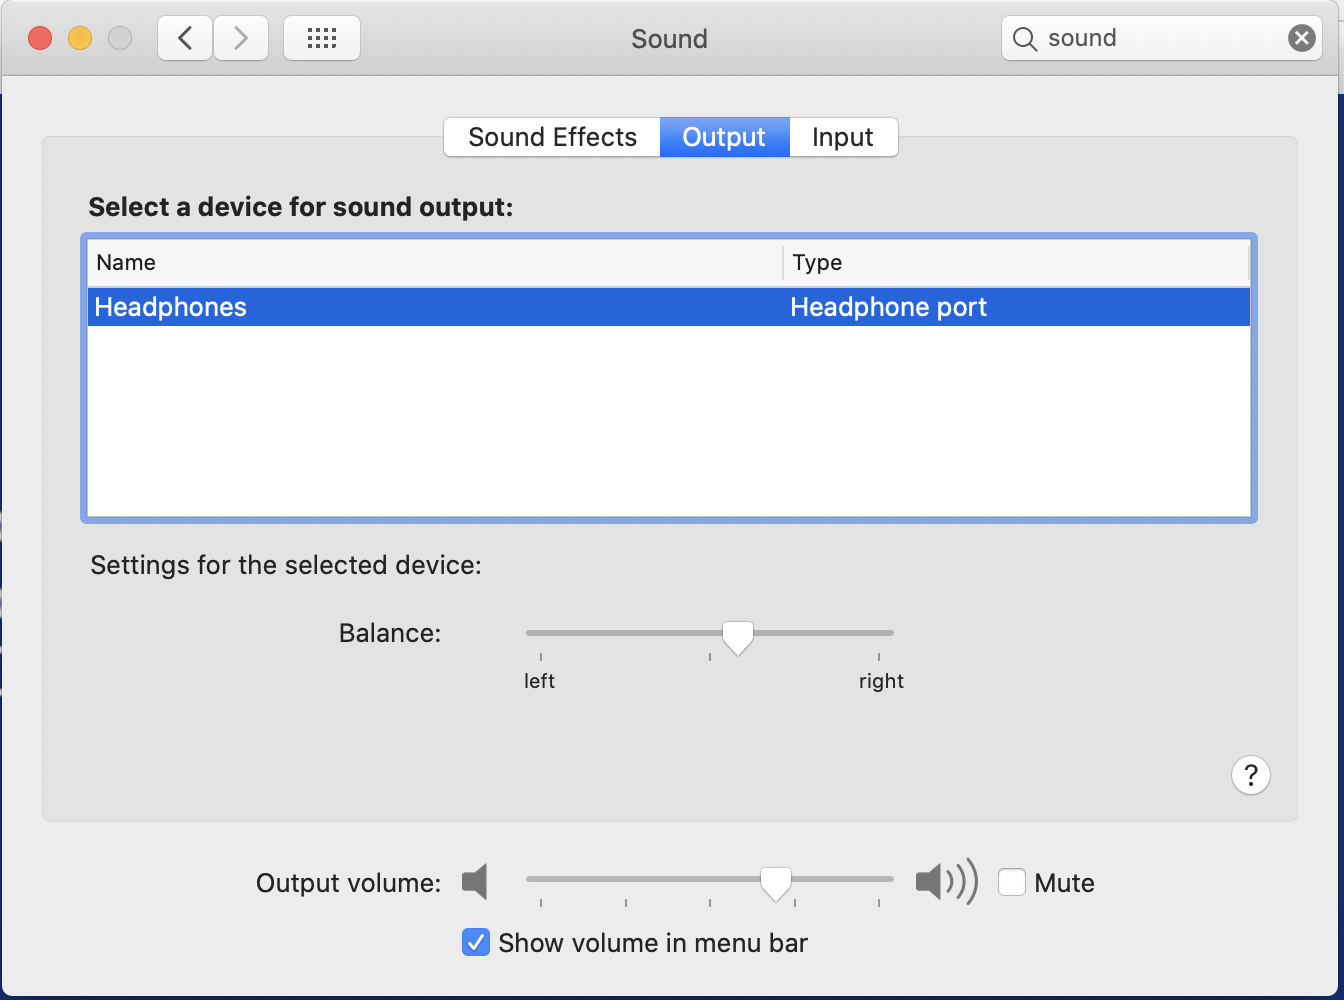 Sound
sound
Sound Effects Output Input
Select a device for sound output:
Name Type
Headphones Headphone port
Settings for the selected device:
Balance:
left right
?
Output volume: Mute
Show volume in menu bar